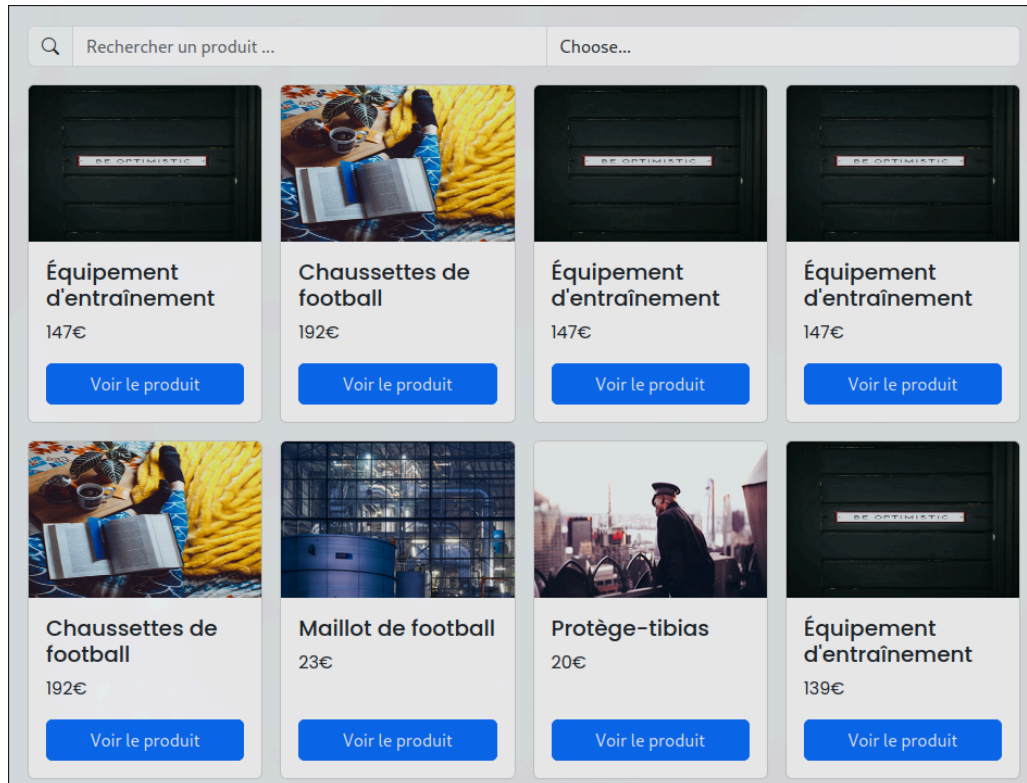 Rechercher un produit ...
Choose...
BE OPTIMISTIC
BE OPTIMISTIC
BE OPTIMISTIC
Équipement
d'entraînement
147€
Voir le produit
Chaussettes de
football
192€
Voir le produit
Équipement
d'entraînement
147€
Voir le produit
Équipement
d'entraînement
147€
Voir le produit
BE OPTIMISTIC
Chaussettes de
football
192€
Voir le produit
Maillot de football
23€
Voir le produit
Protège-tibias
20€
Voir le produit
Équipement
d'entraînement
139€
Voir le produit